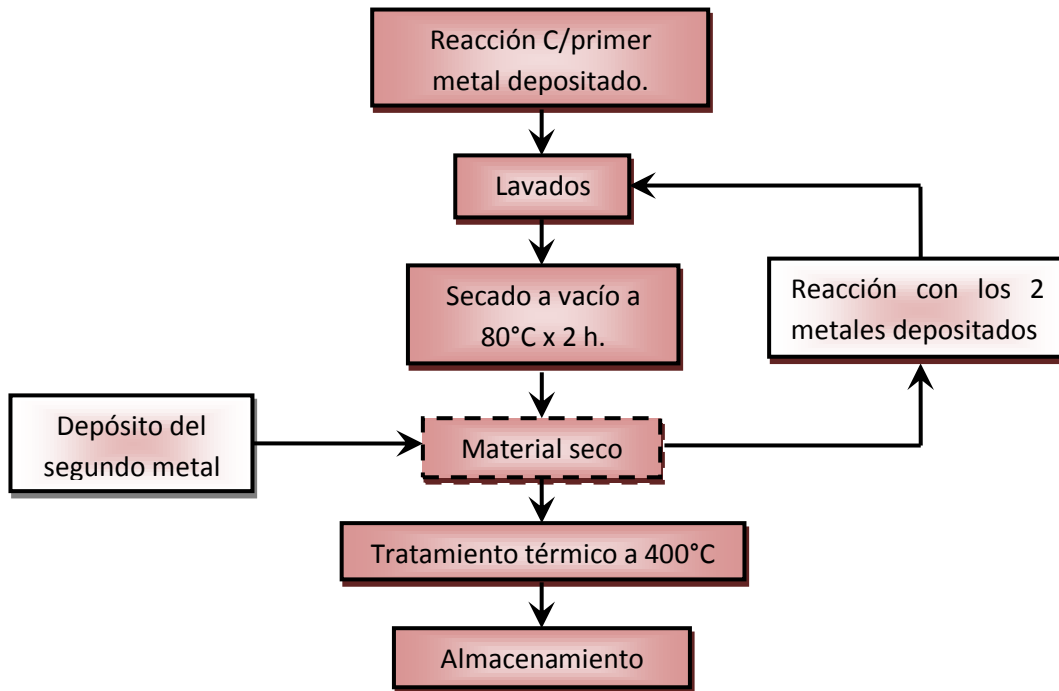 Reacción C/primer
metal depositado.
Lavados
Secado a vacío a
80°C x 2 h.
Reacción con los 2
metales depositados
Depósito del
segundo metal
Material seco
Tratamiento térmico a 400°C
Almacenamiento